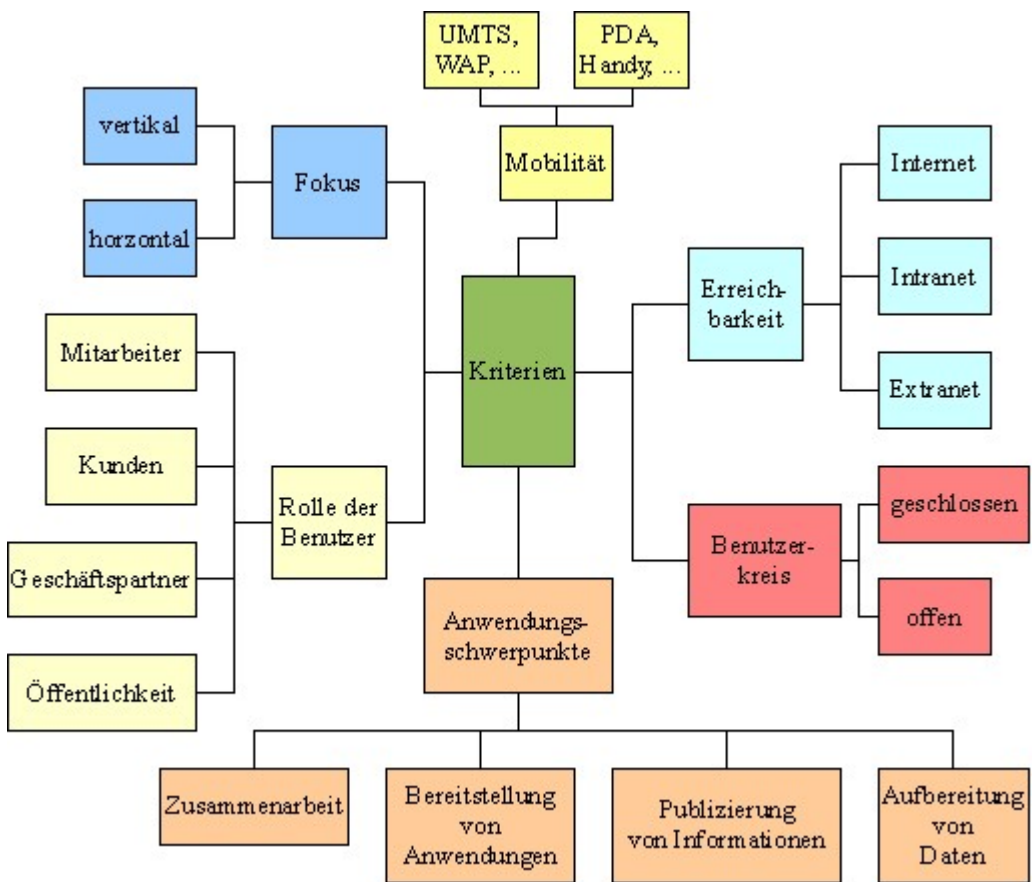 UMTS,
WAP, ...
PDA,
Handy, ...
vertikal
Fokus
Mobilität
Internet
horzontal
Erreich-
barkeit
Intranet
Mitarbeiter
Kriterien
Extranet
Kunden
Rolle der
Benutzer
geschlossen
Benutzer-
kreis
Geschäftspartner
Anwendungs-
schwerpunkte
offen
Öffentlichkeit
Zusammenarbeit
Bereitstellung
von
Anwendungen
Publizierung
von Informationen
Aufbereitung
von
Daten